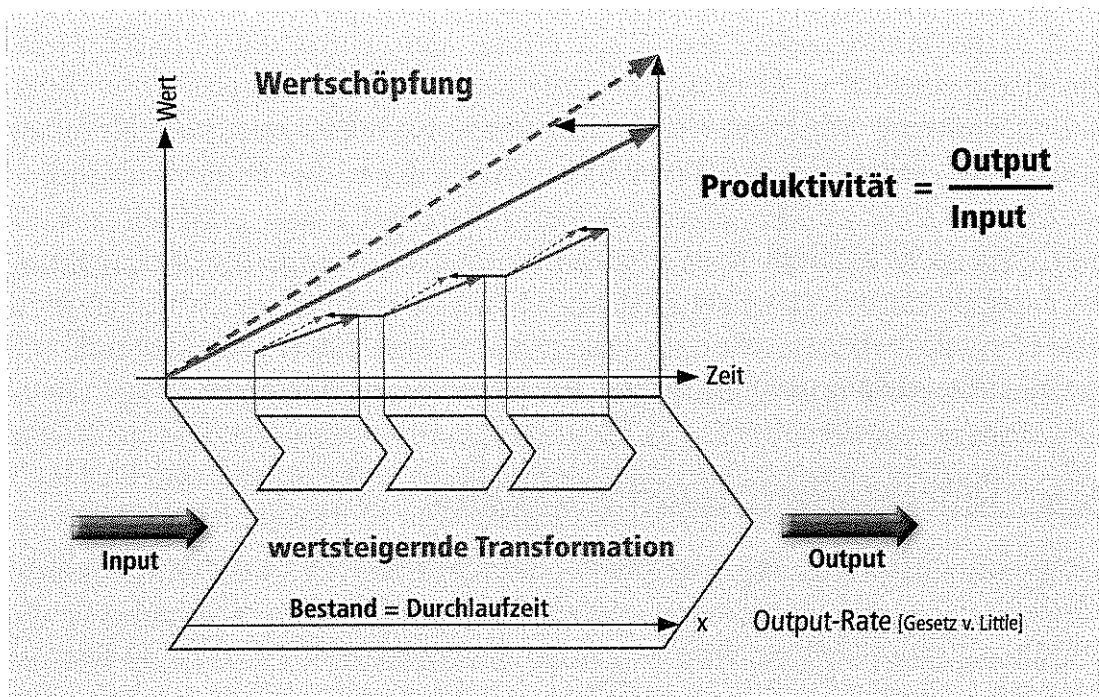 Wert
Wertschöpfung
Produktivität = Output
Input
Zeit
Input
wertsteigernde Transformation
Output
Bestand = Durchlaufzeit x Output-Rate [Gesetz v. Little]